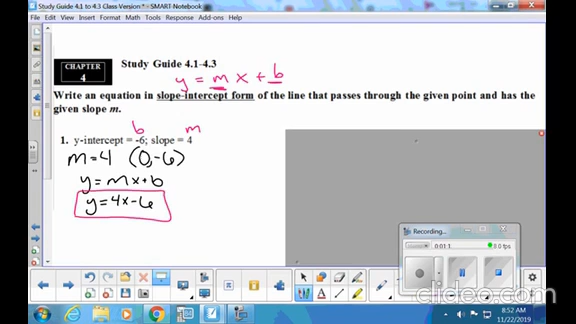 Study Guide 4.1 to 4.3 Class Version * - SMART Notebook
File Edit View Insert Format Tools Math Response Add-ons Help
CHAPTER
4
Study Guide 4.1-4.3
y = mx + b
Write an equation in slope-intercept form of the line that passes through the given point and has the
given slope m.
b
m
1. y-intercept = -6; slope = 4
m=4 (0,-6)
y=mx+b
y=4x-6
Recording...
0:01:1
0.0 fps
8:52 AM
11/22/2019
clideo.com